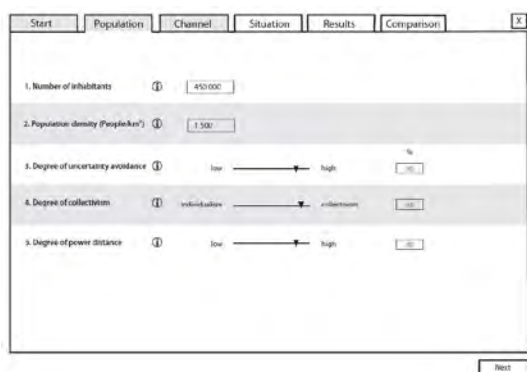 Start Population Channel Situation Results Comparison X
1. Number of inhabitants i 450 000
2. Population density (People/km²) i 1 500
%
3. Degree of uncertainty avoidance i low high
4. Degree of collectivism i individualism collectivism
5. Degree of power distance i low high
Next